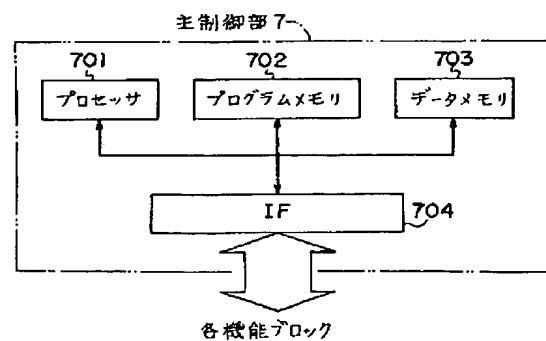 主制御部 7
701 702 703
プロセッサ プログラムメモリ データメモリ
IF
704
各機能ブロック